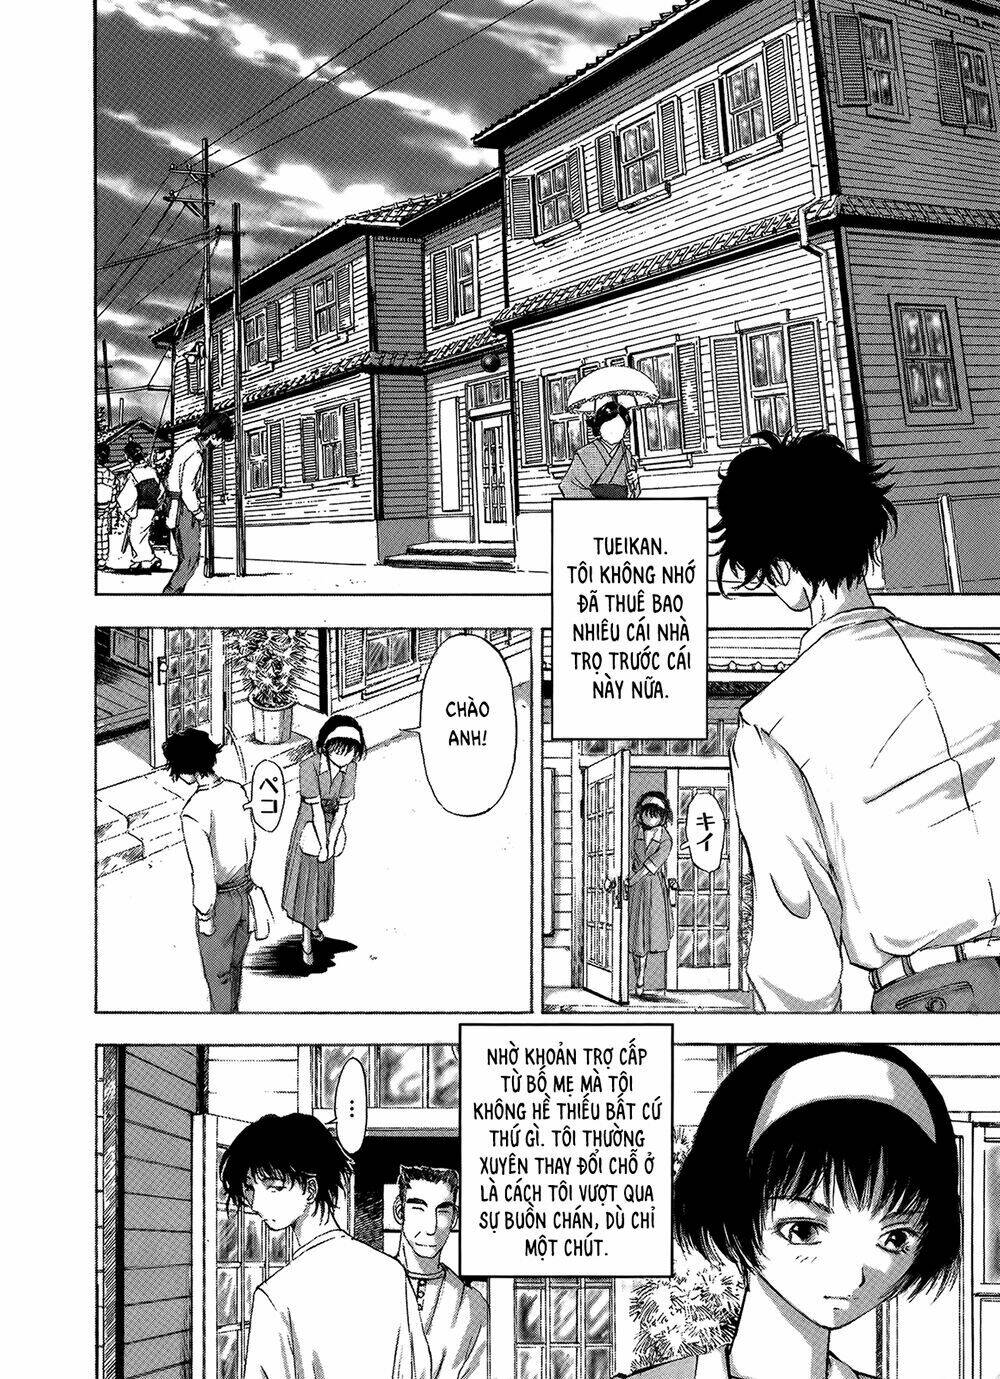 TUEIKAN.
TÔI KHÔNG NHỚ
ĐÃ THUÊ BAO
NHIÊU CÁI NHÀ
TRỌ TRƯỚC CÁI
NÀY NỮA.
キイ
CHÀO
ANH!
ペコ
NHỜ KHOẢN TRỢ CẤP
TỪ BỐ MẸ MÀ TÔI
KHÔNG HỀ THIẾU BẤT CỨ
THỨ GÌ. TÔI THƯỜNG
XUYÊN THAY ĐỔI CHỖ Ở
LÀ CÁCH TÔI VƯỢT QUA
SỰ BUỒN CHÁN, DÙ CHỈ
MỘT CHÚT.
...